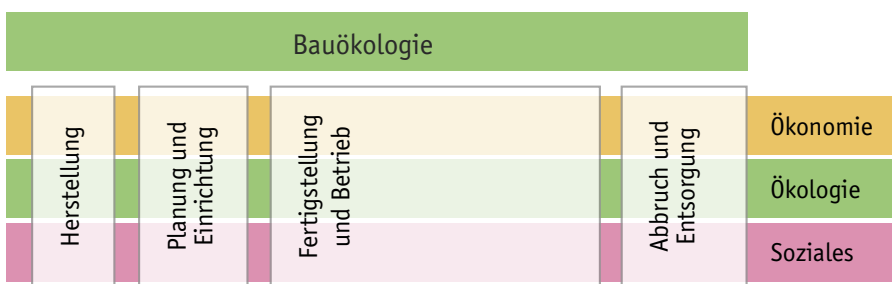 Bauökologie
Herstellung
Planung und
Einrichtung
Fertigstellung
und Betrieb
Abbruch und
Entsorgung
Ökonomie
Ökologie
Soziales